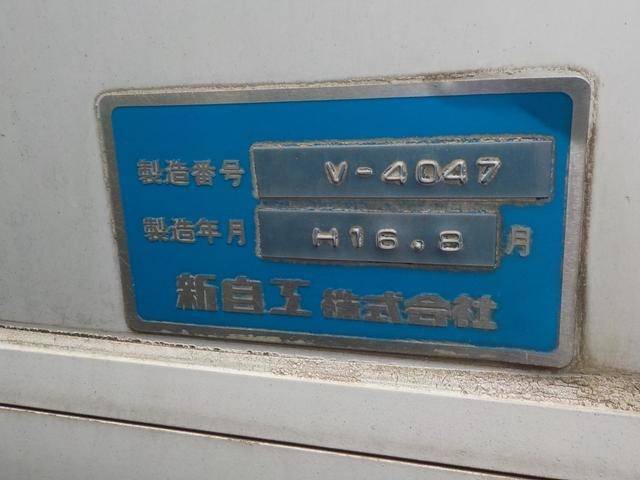 製造番号 V-4047
製造年月 H16.8 月
新自工 株式会社